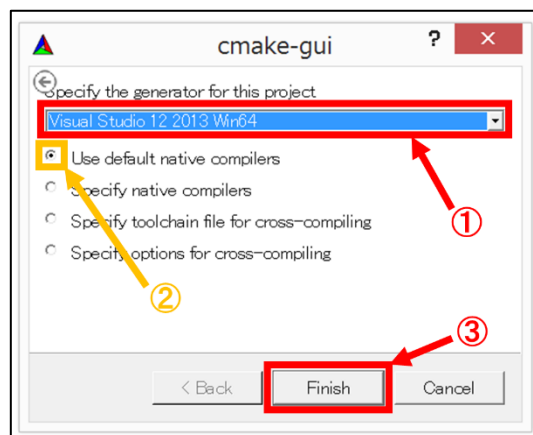 cmake-gui
?
Specify the generator for this project
Visual Studio 12 2013 Win64
Use default native compilers
①
Specify native compilers
Specify toolchain file for cross-compiling
Specify options for cross-compiling
②
③
< Back Finish Cancel